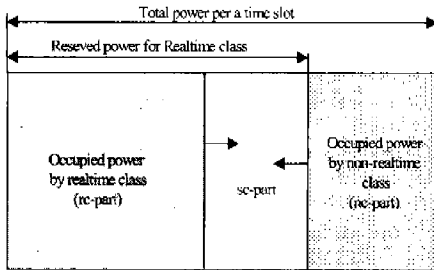 Total power per a time slot
Reseved power for Realtime class
Occupied power
by realtime class
(rc-part)
sc-part
Occupied power
by non-realtime
class
(nc-part)